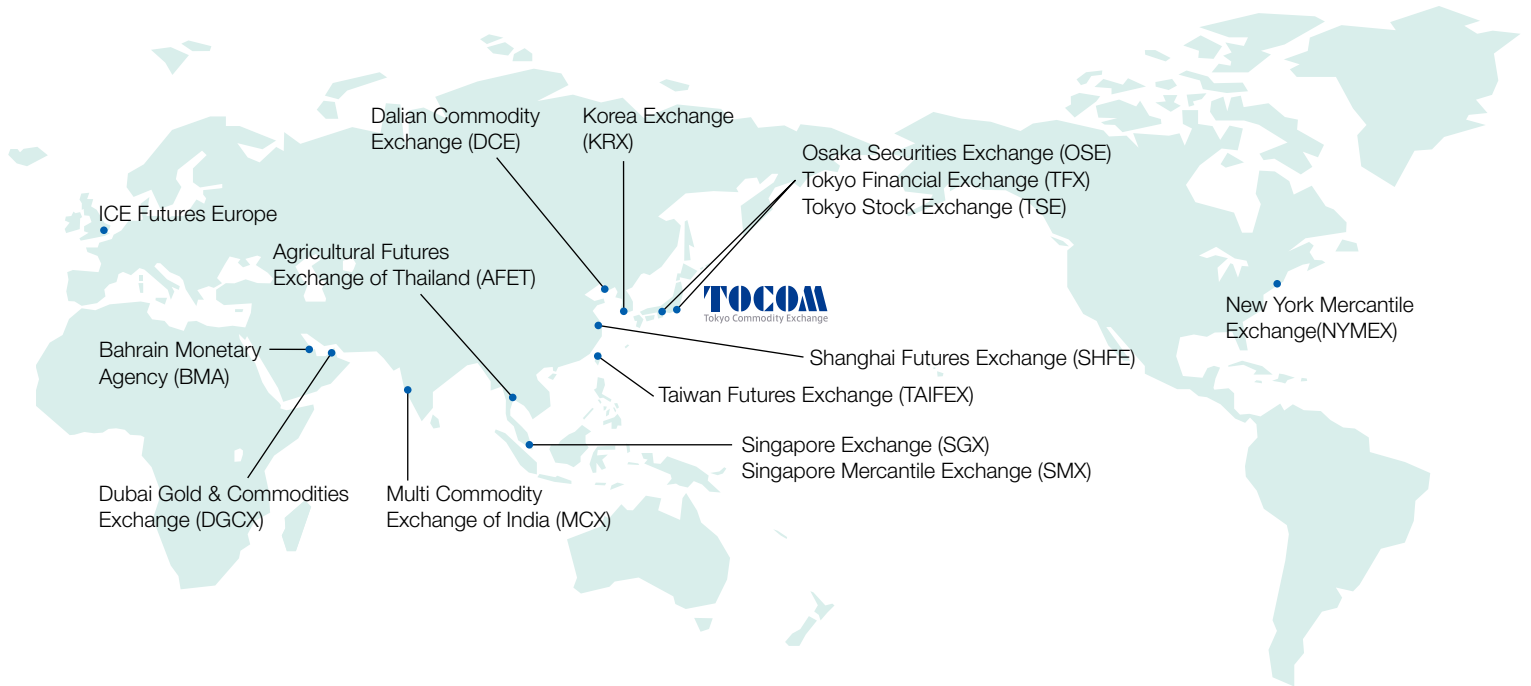 Dalian Commodity
Exchange (DCE)
Korea Exchange
(KRX)
Osaka Securities Exchange (OSE)
Tokyo Financial Exchange (TFX)
Tokyo Stock Exchange (TSE)
ICE Futures Europe
Agricultural Futures
Exchange of Thailand (AFET)
TOCOM
Tokyo Commodity Exchange
New York Mercantile
Exchange(NYMEX)
Bahrain Monetary
Agency (BMA)
Shanghai Futures Exchange (SHFE)
Taiwan Futures Exchange (TAIFEX)
Singapore Exchange (SGX)
Singapore Mercantile Exchange (SMX)
Dubai Gold & Commodities
Exchange (DGCX)
Multi Commodity
Exchange of India (MCX)